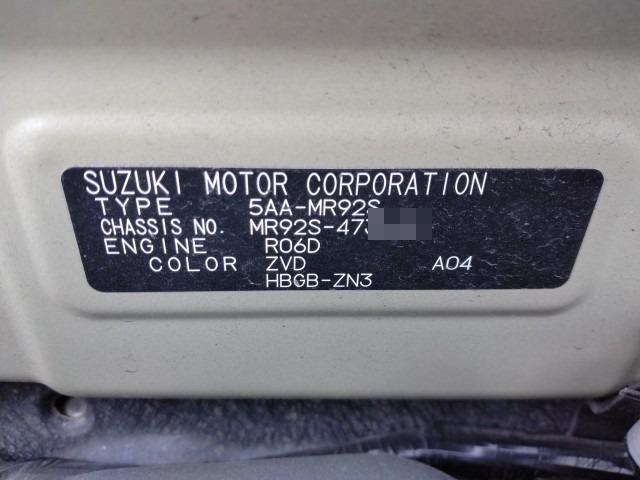 SUZUKI MOTOR CORPORATION
TYPE 5AA-MR92S
CHASSIS NO. MR92S-47
ENGINE R06D
COLOR ZVD A04
HBGB-ZN3